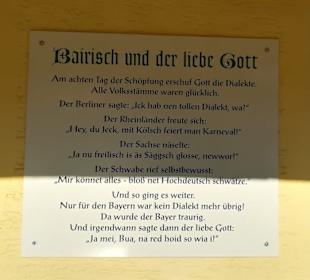 Bairisch und der liebe Gott
Am achten Tag der Schöpfung erschuf Gott die Dialekte.
Alle Volksstämme waren glücklich.
Der Berliner sagte: „Ick hab nen tollen Dialekt, wa?"
Der Rheinländer freute sich:
„Hey, du Jeck, mit Kölsch feiert man Karneval!"
Der Sachse näselte:
„Ja nu freilisch is äs Säggsch glosse, newwor!"
Der Schwabe rief selbstbewusst:
„Mir könnet alles - bloß net Hochdeutsch schwätze."
Und so ging es weiter.
Nur für den Bayern war kein Dialekt mehr übrig!
Da wurde der Bayer traurig.
Und irgendwann sagte dann der liebe Gott:
„Ja mei, Bua, na red hoid so wia i!"